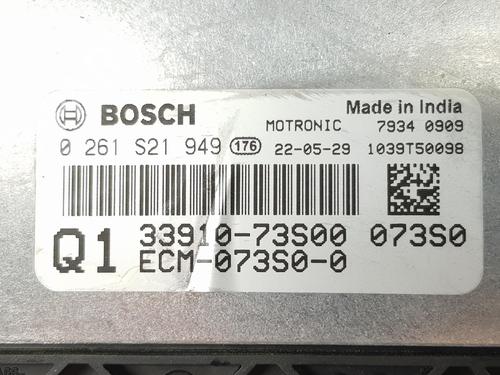 BOSCH Made in India
MOTRONIC 7934 0909
0 261 S21 949 176 22-05-29 1039T50098
Q1 33910-73S00 073S0
ECM-073S0-0